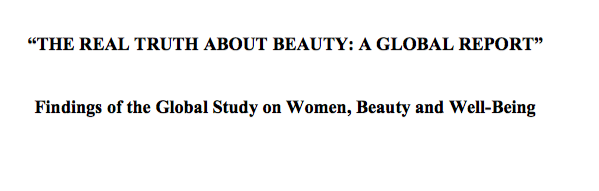 “THE REAL TRUTH ABOUT BEAUTY: A GLOBAL REPORT”
Findings of the Global Study on Women, Beauty and Well-Being